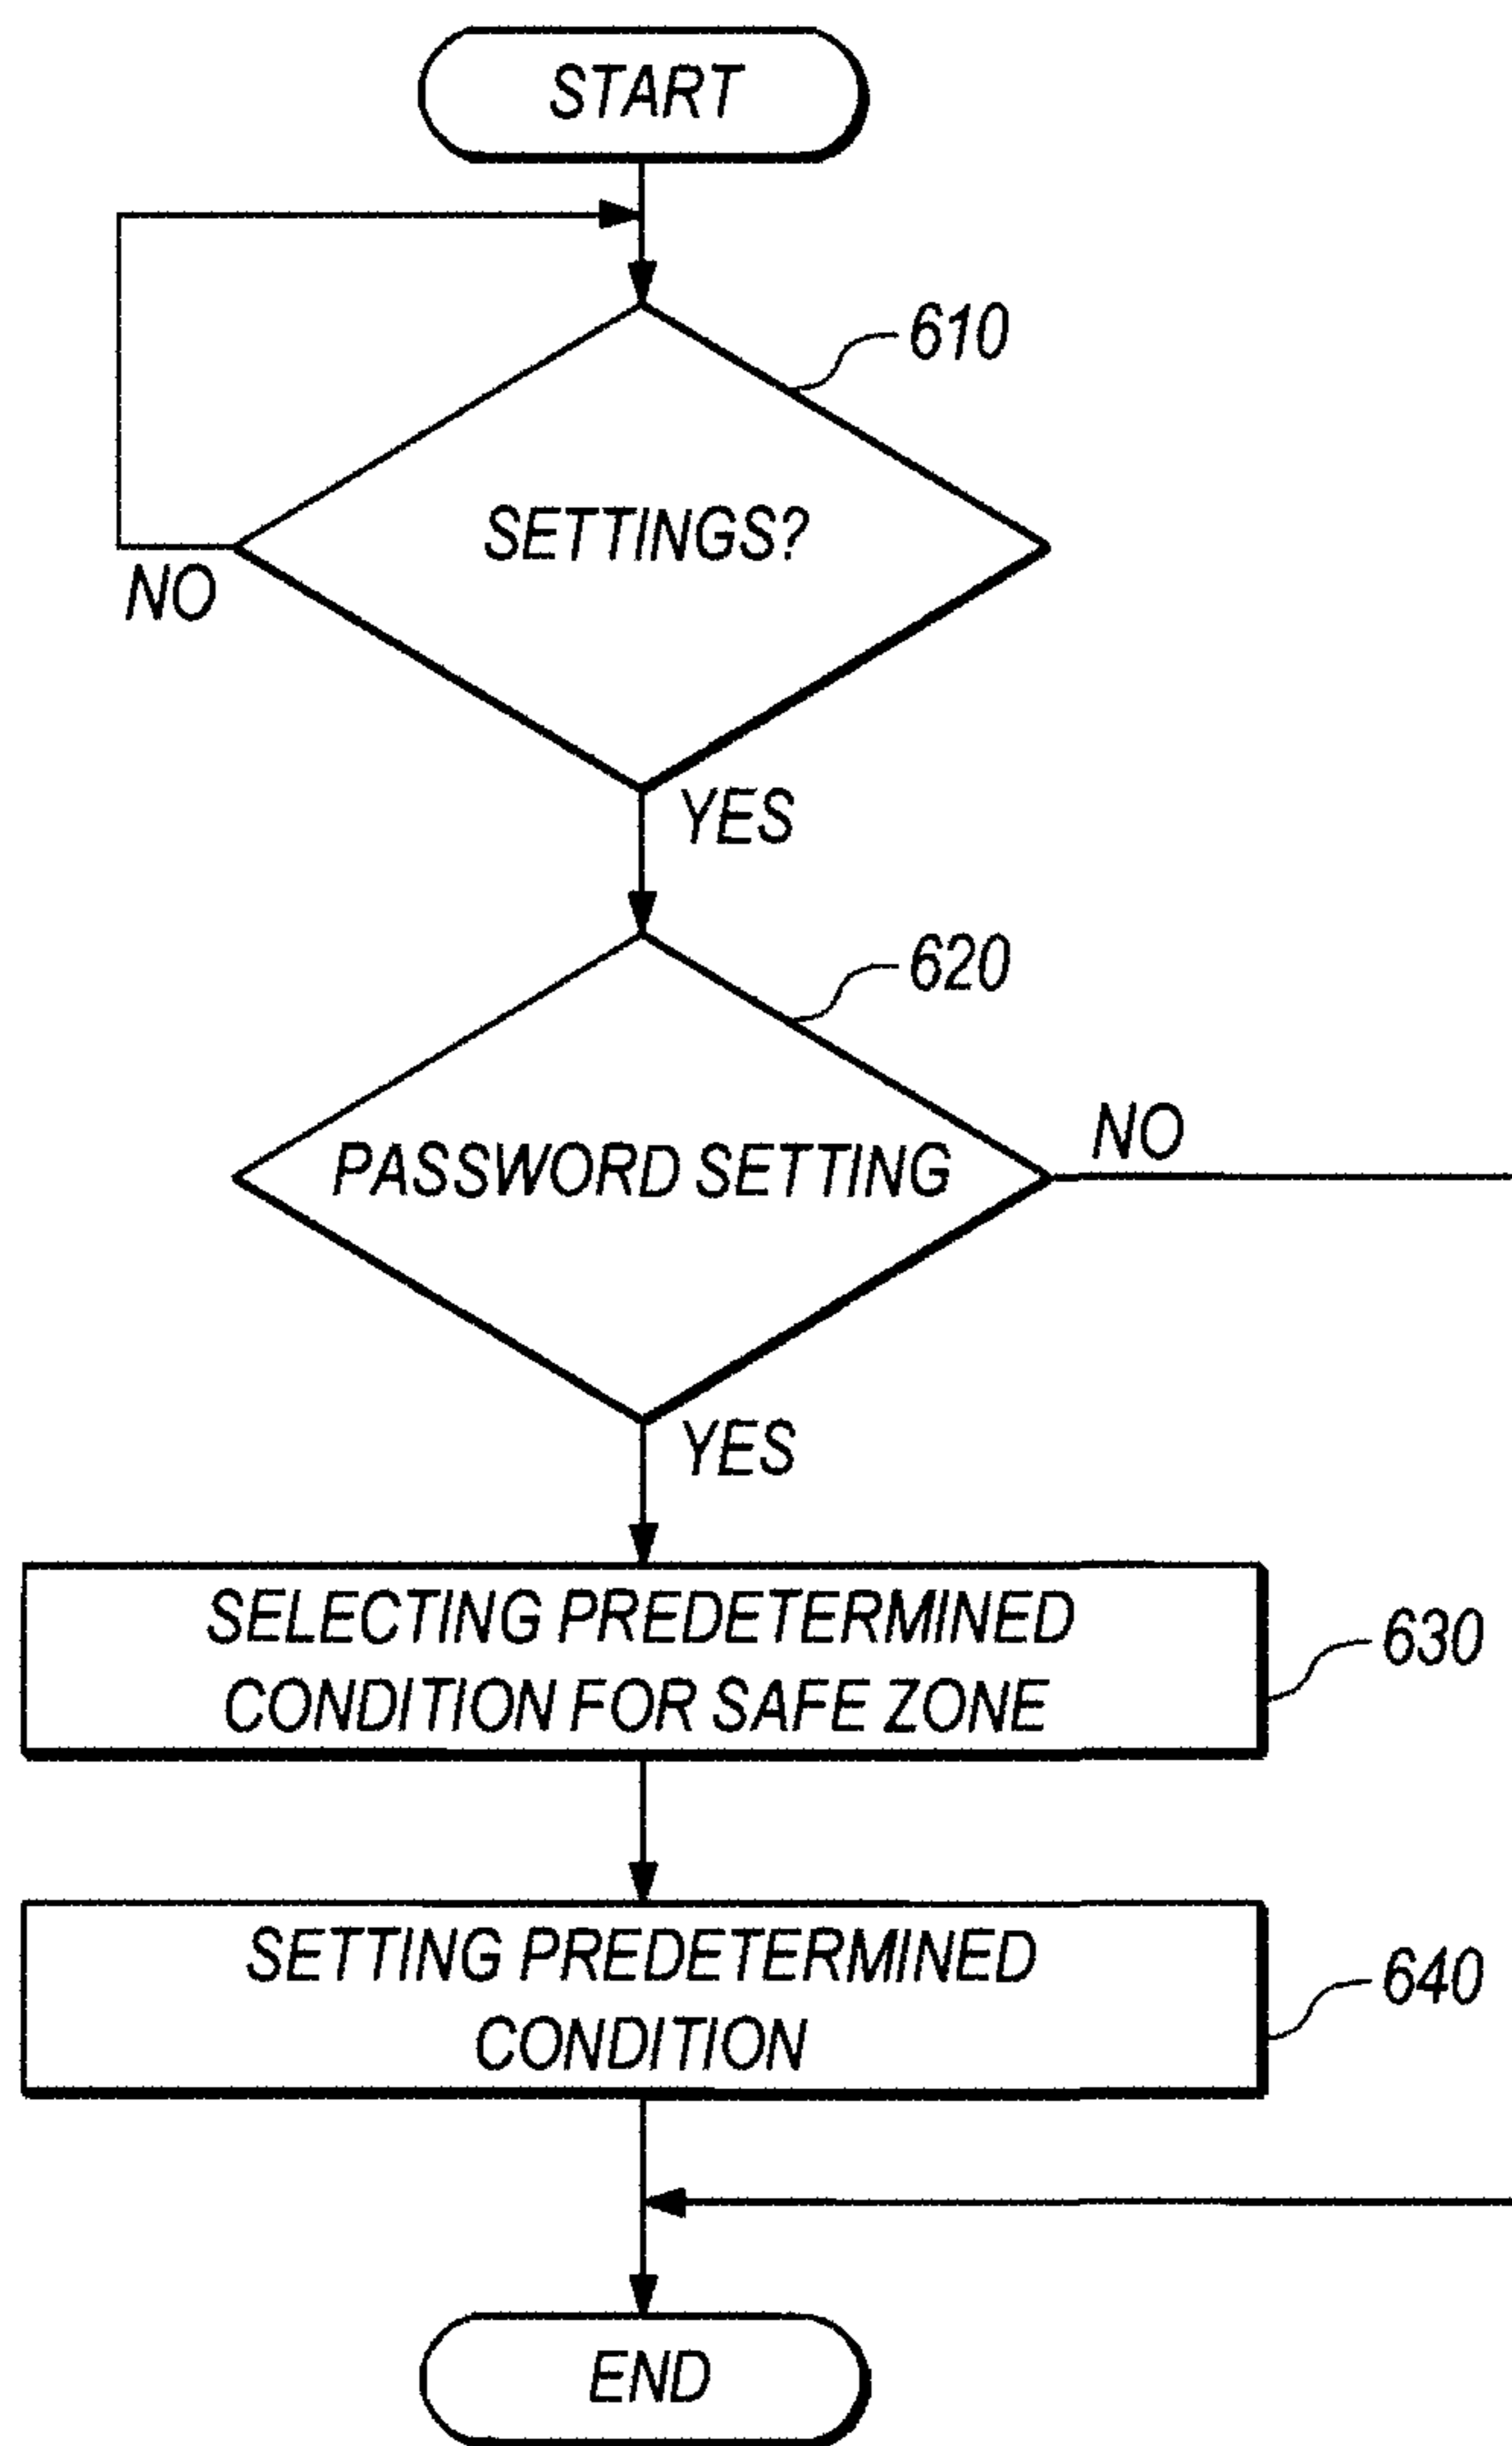 START
610
SETTINGS?
NO
YES
620
PASSWORD SETTING
NO
YES
SELECTING PREDETERMINED
CONDITION FOR SAFE ZONE
630
SETTING PREDETERMINED
CONDITION
640
END